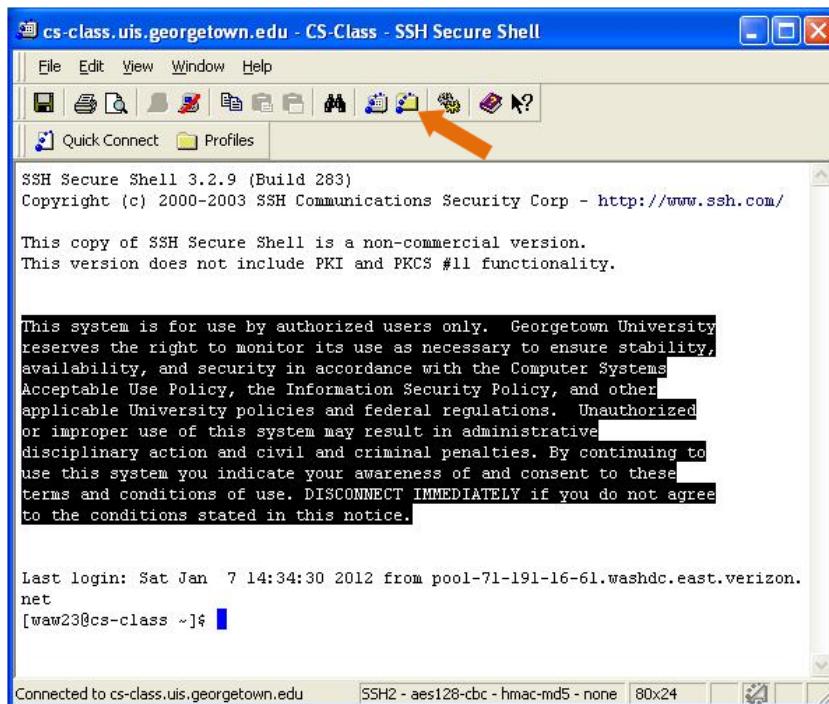 cs-class.uis.georgetown.edu - CS-Class - SSH Secure Shell
File Edit View Window Help
Quick Connect Profiles
SSH Secure Shell 3.2.9 (Build 283)
Copyright (c) 2000-2003 SSH Communications Security Corp - http://www.ssh.com/
This copy of SSH Secure Shell is a non-commercial version.
This version does not include PKI and PKCS #11 functionality.
This system is for use by authorized users only.  Georgetown University
reserves the right to monitor its use as necessary to ensure stability,
availability, and security in accordance with the Computer Systems
Acceptable Use Policy, the Information Security Policy, and other
applicable University policies and federal regulations.  Unauthorized
or improper use of this system may result in administrative
disciplinary action and civil and criminal penalties. By continuing to
use this system you indicate your awareness of and consent to these
terms and conditions of use. DISCONNECT IMMEDIATELY if you do not agree
to the conditions stated in this notice.
Last login: Sat Jan  7 14:34:30 2012 from pool-71-191-16-61.washdc.east.verizon.
net
[waw23@cs-class ~]$
Connected to cs-class.uis.georgetown.edu SSH2 - aes128-cbc - hmac-md5 - none 80x24